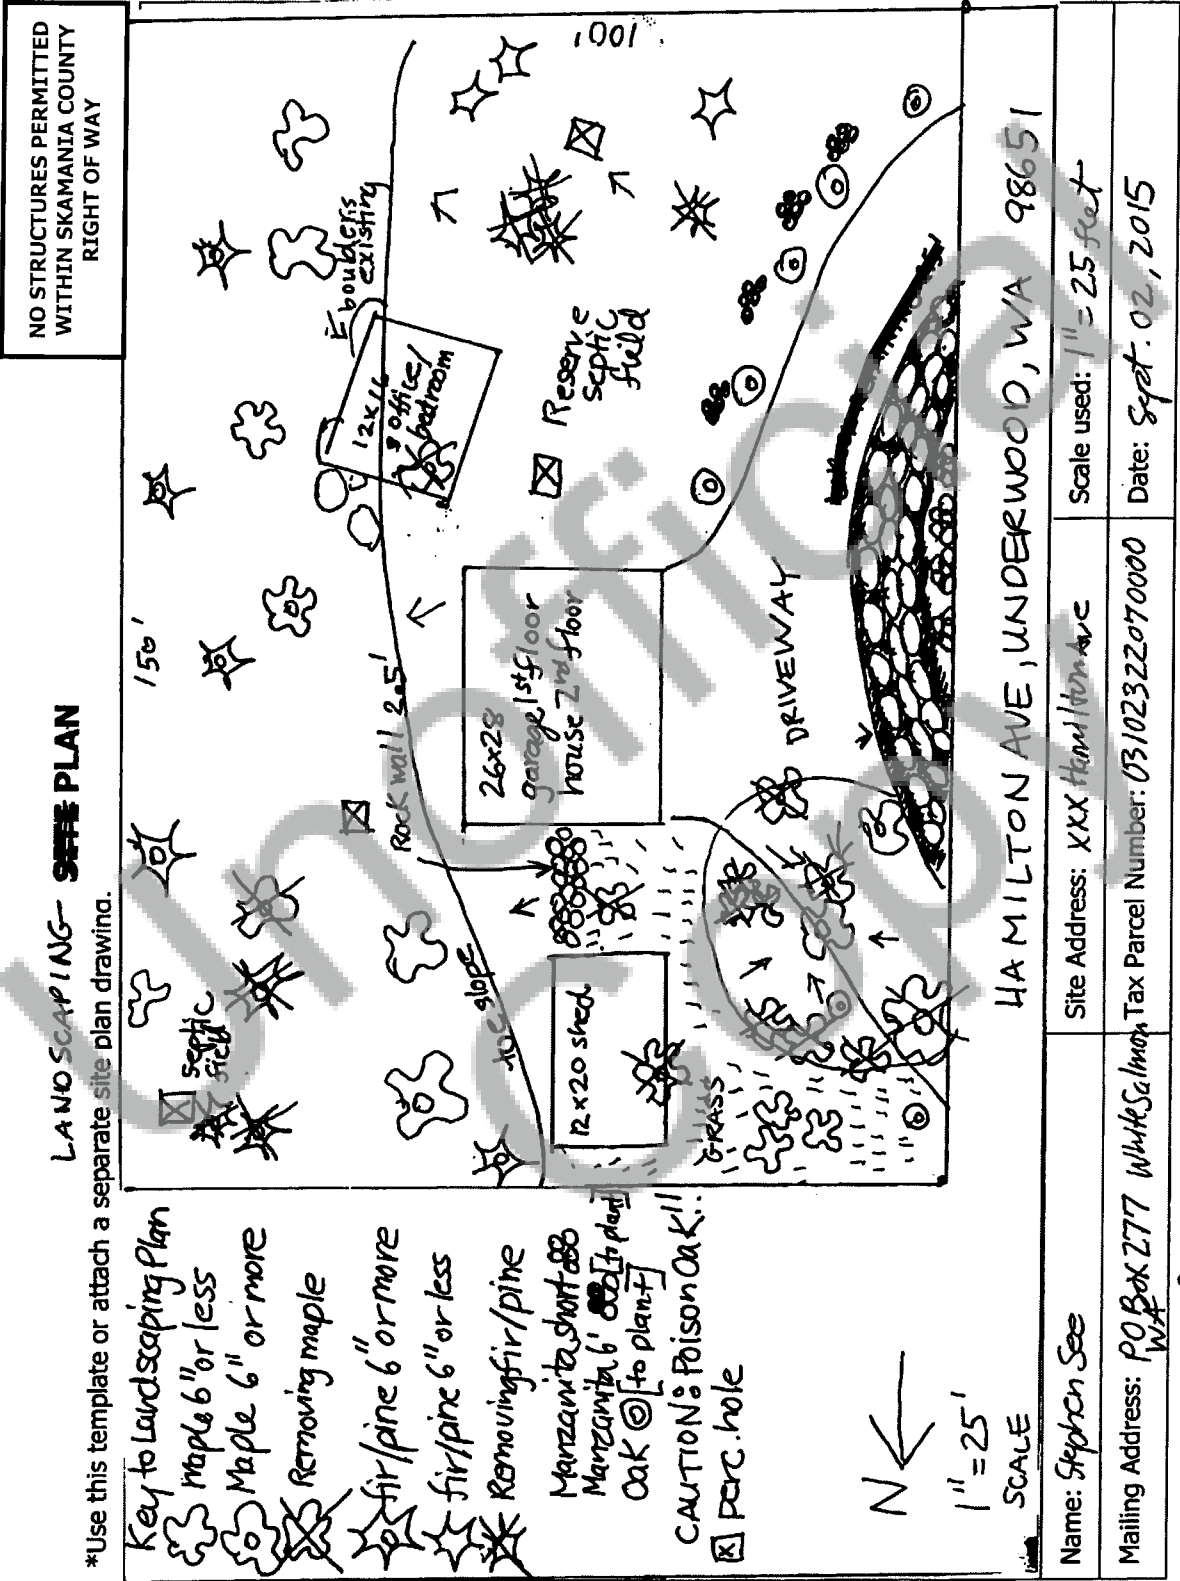 NO STRUCTURES PERMITTED
WITHIN SKAMANIA COUNTY
RIGHT OF WAY
LANDSCAPING SITE PLAN
*Use this template or attach a separate site plan drawing.
Key to Landscaping Plan
Maple 6" or less
Maple 6" or more
Removing maple
fir/pine 6" or more
fir/pine 6" or less
Removing fir/pine
Manzanita short
Manzanita 6' [to plant]
Oak [to plant]
CAUTION: Poison Oak!!
perc. hole
N
1" = 25'
SCALE
150'
100'
Septic
field
toe slope
Rock wall 2.5'
boulders
existing
12x16
office/
bedroom
Reserve
septic
field
26x28
garage 1st floor
house 2nd floor
12x20 shed
GRASS
DRIVEWAY
HAMILTON AVE, UNDERWOOD, WA 98651
Name: Stephen See
Site Address: XXX Hamilton Ave
Scale used: 1" = 25 feet
Mailing Address: PO Box 277 White Salmon
WA
Tax Parcel Number: 03102322070000
Date: Sept. 02, 2015
Unofficial
Copy